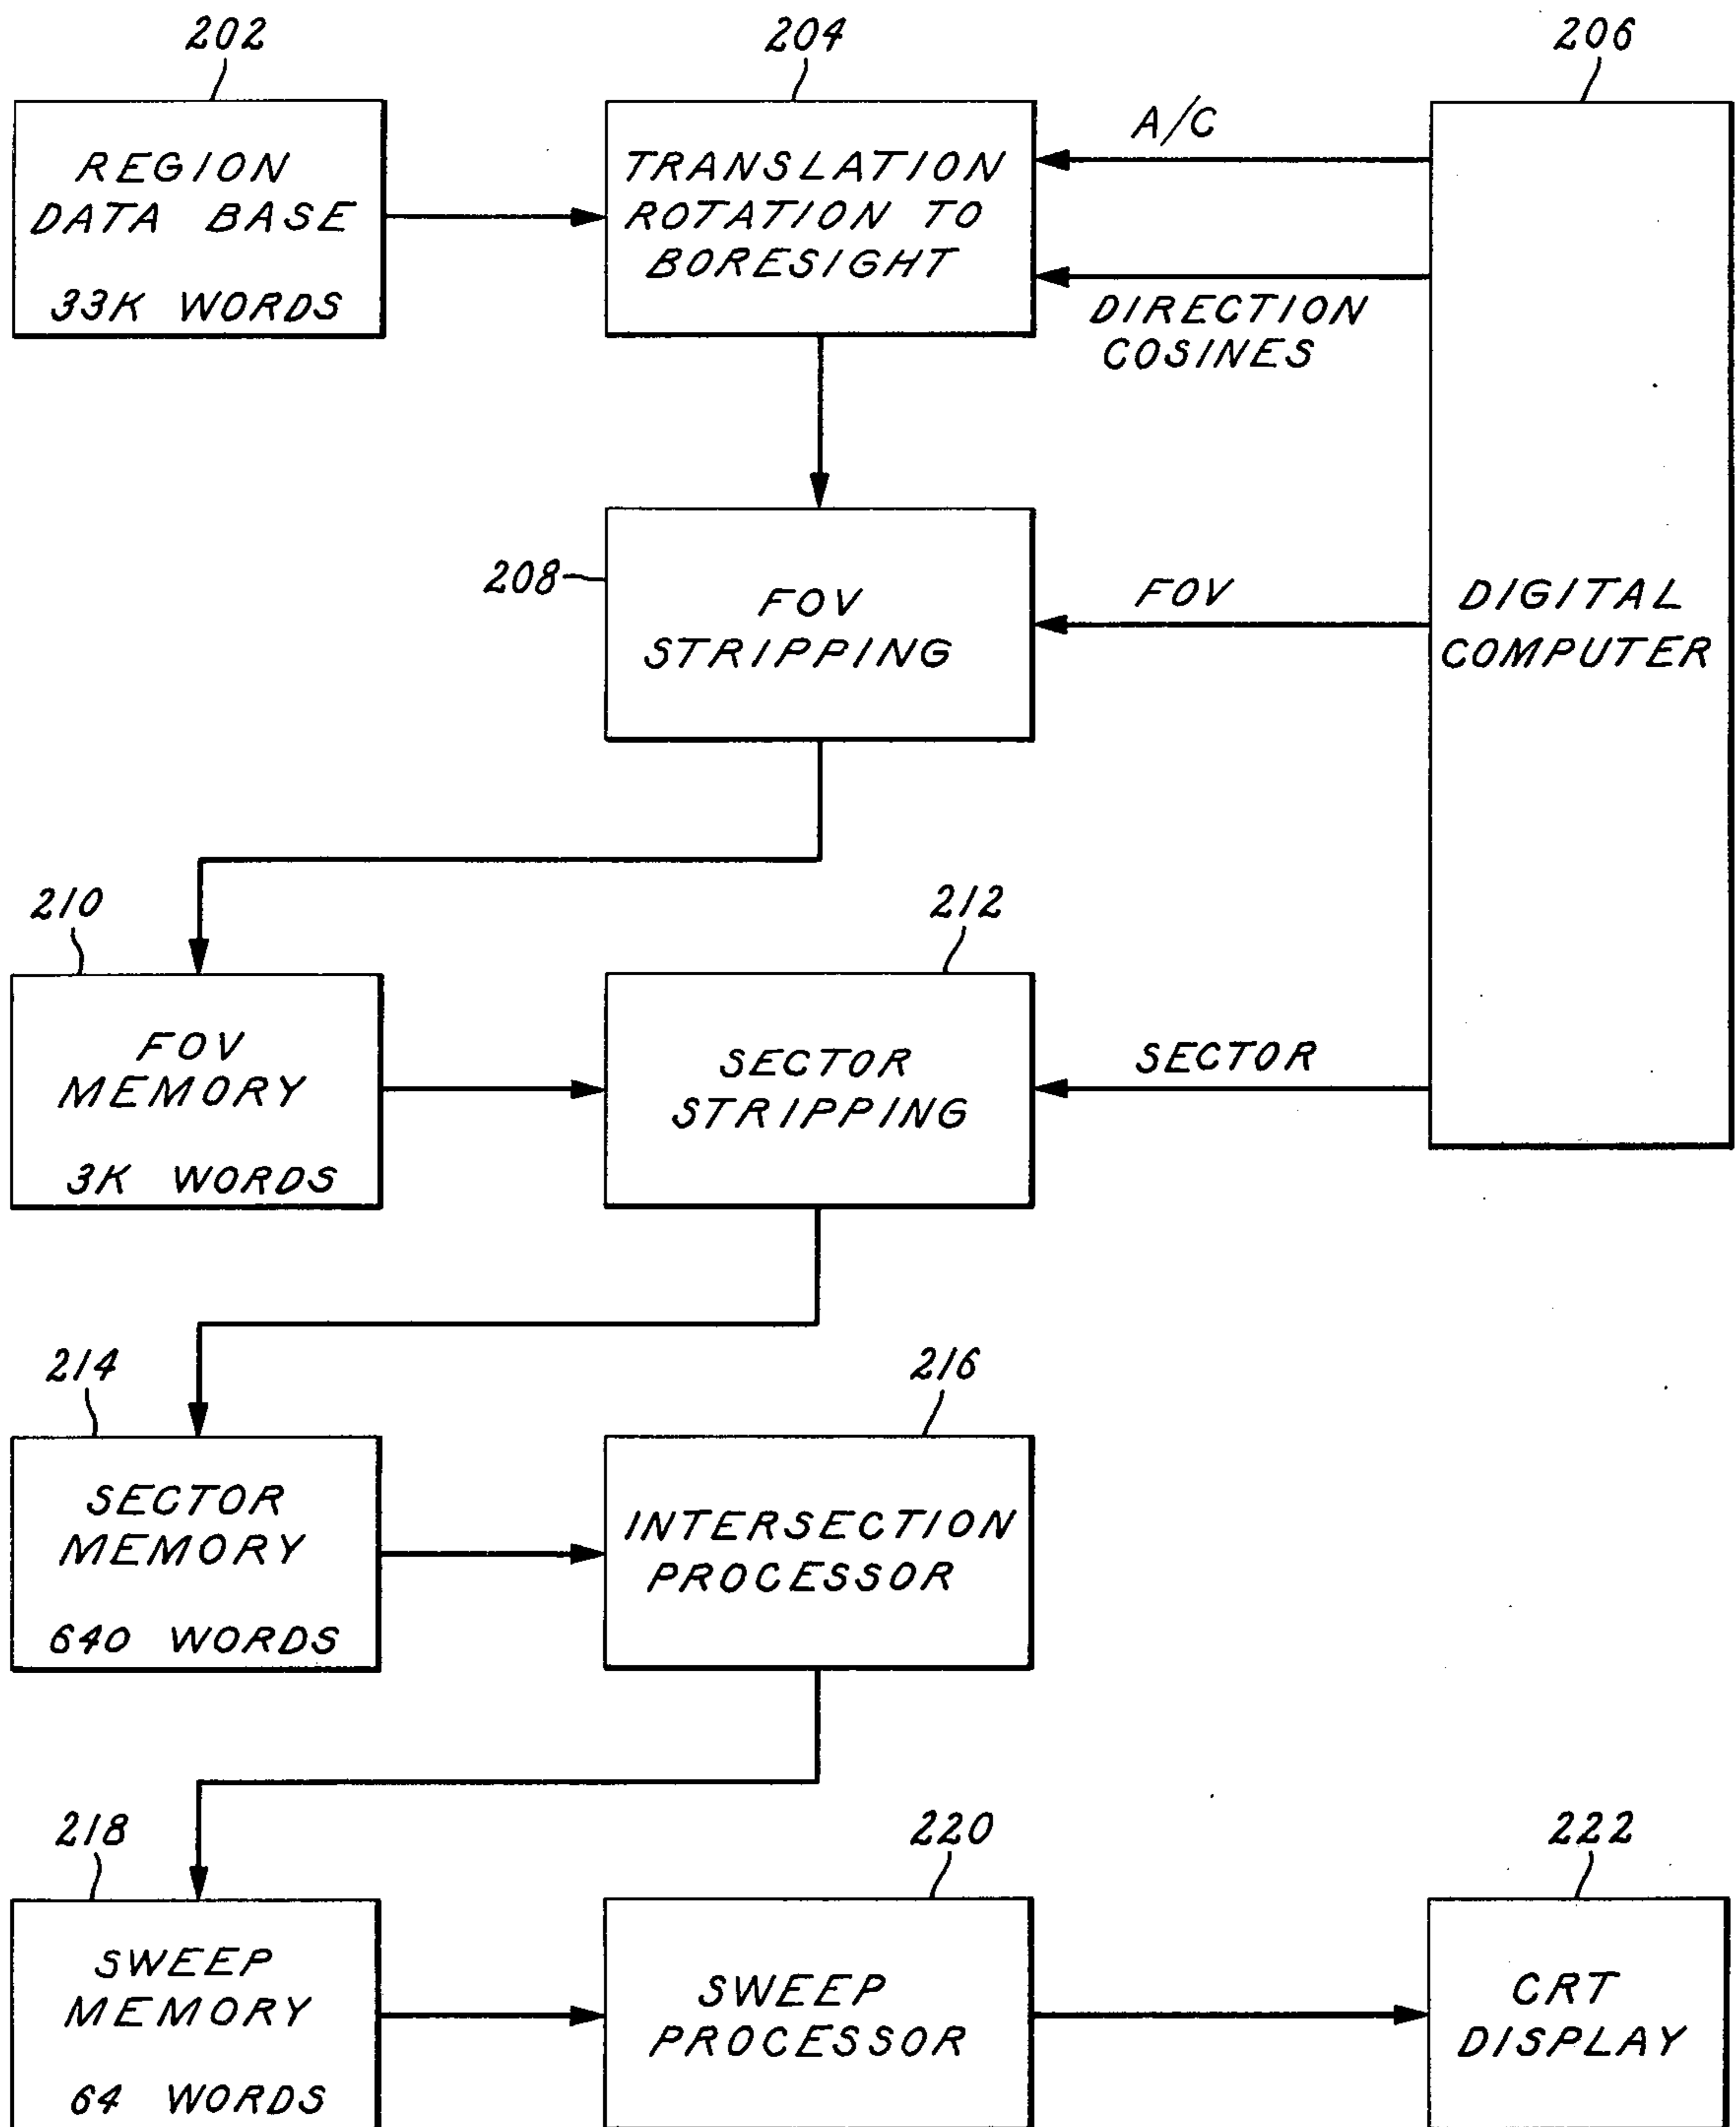 202
204
206
REGION
DATA BASE
33K WORDS
TRANSLATION
ROTATION TO
BORESIGHT
A/C
DIRECTION
COSINES
208
FOV
STRIPPING
FOV
DIGITAL
COMPUTER
210
212
FOV
MEMORY
3K WORDS
SECTOR
STRIPPING
SECTOR
214
216
SECTOR
MEMORY
640 WORDS
INTERSECTION
PROCESSOR
218
220
222
SWEEP
MEMORY
64 WORDS
SWEEP
PROCESSOR
CRT
DISPLAY